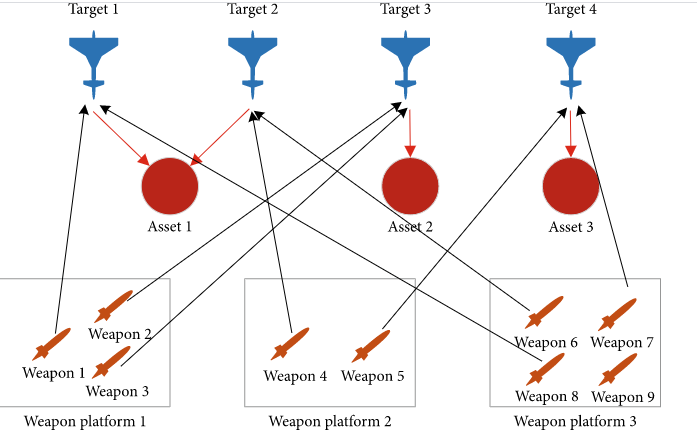 Target 1
Target 2
Target 3
Target 4
Asset 1
Asset 2
Asset 3
Weapon 2
Weapon 1
Weapon 3
Weapon 4
Weapon 5
Weapon 6
Weapon 7
Weapon 8
Weapon 9
Weapon platform 1
Weapon platform 2
Weapon platform 3